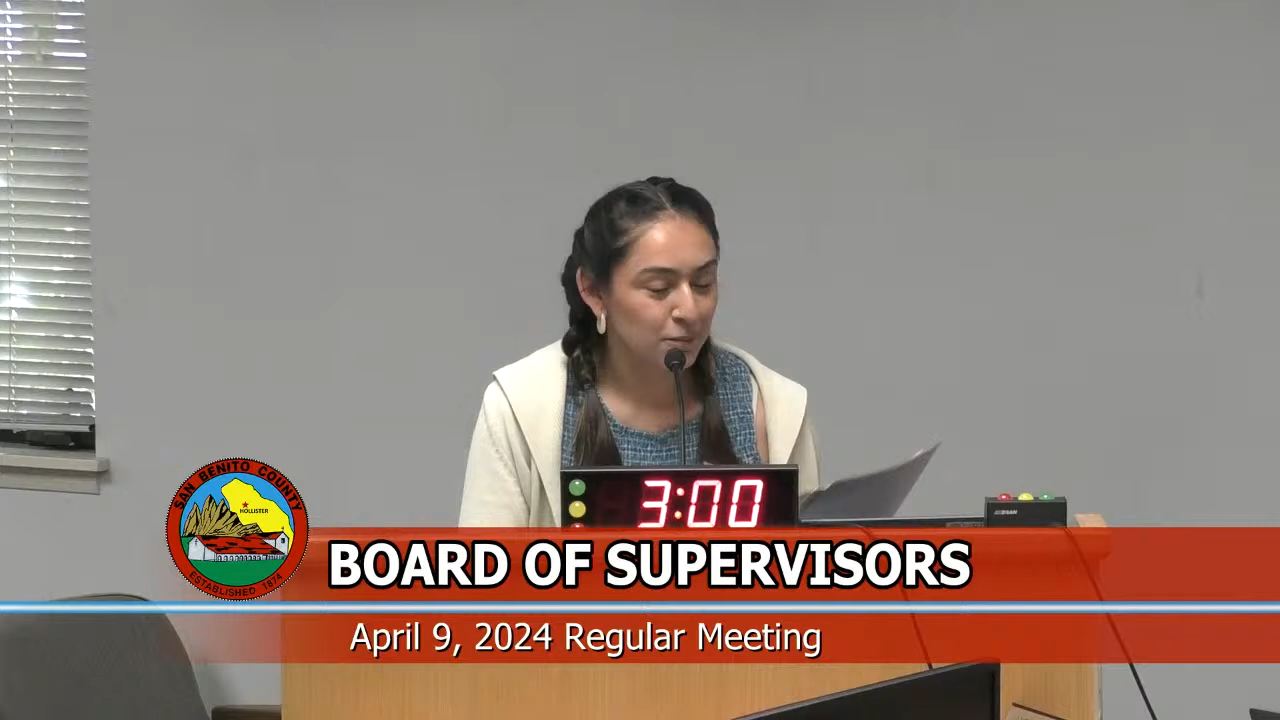 3:00
SAN BENITO COUNTY
HOLLISTER
ESTABLISHED 1874
BOARD OF SUPERVISORS
April 9, 2024 Regular Meeting